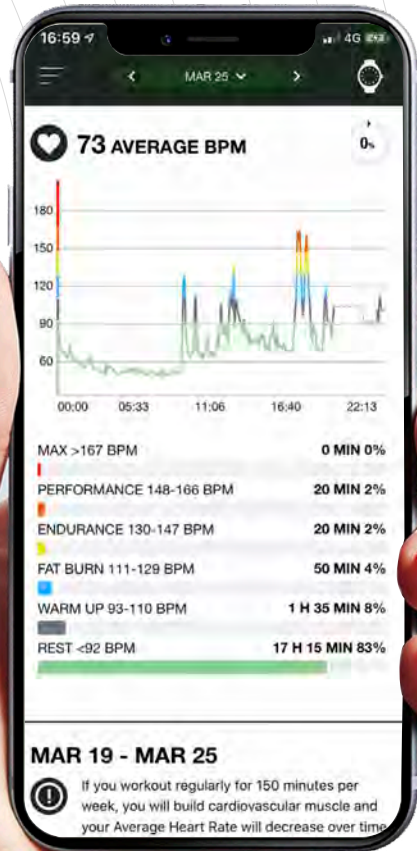 16:59
4G
MAR 25
73 AVERAGE BPM
0%
180
150
120
90
60
00:00 05:33 11:06 16:40 22:13
MAX >167 BPM 0 MIN 0%
PERFORMANCE 148-166 BPM 20 MIN 2%
ENDURANCE 130-147 BPM 20 MIN 2%
FAT BURN 111-129 BPM 50 MIN 4%
WARM UP 93-110 BPM 1 H 35 MIN 8%
REST <92 BPM 17 H 15 MIN 83%
MAR 19 - MAR 25
If you workout regularly for 150 minutes per
week, you will build cardiovascular muscle and
your Average Heart Rate will decrease over time